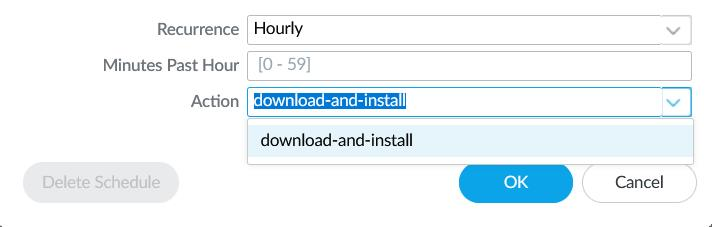 Recurrence Hourly
Minutes Past Hour [0 - 59]
Action download-and-install
download-and-install
Delete Schedule OK Cancel